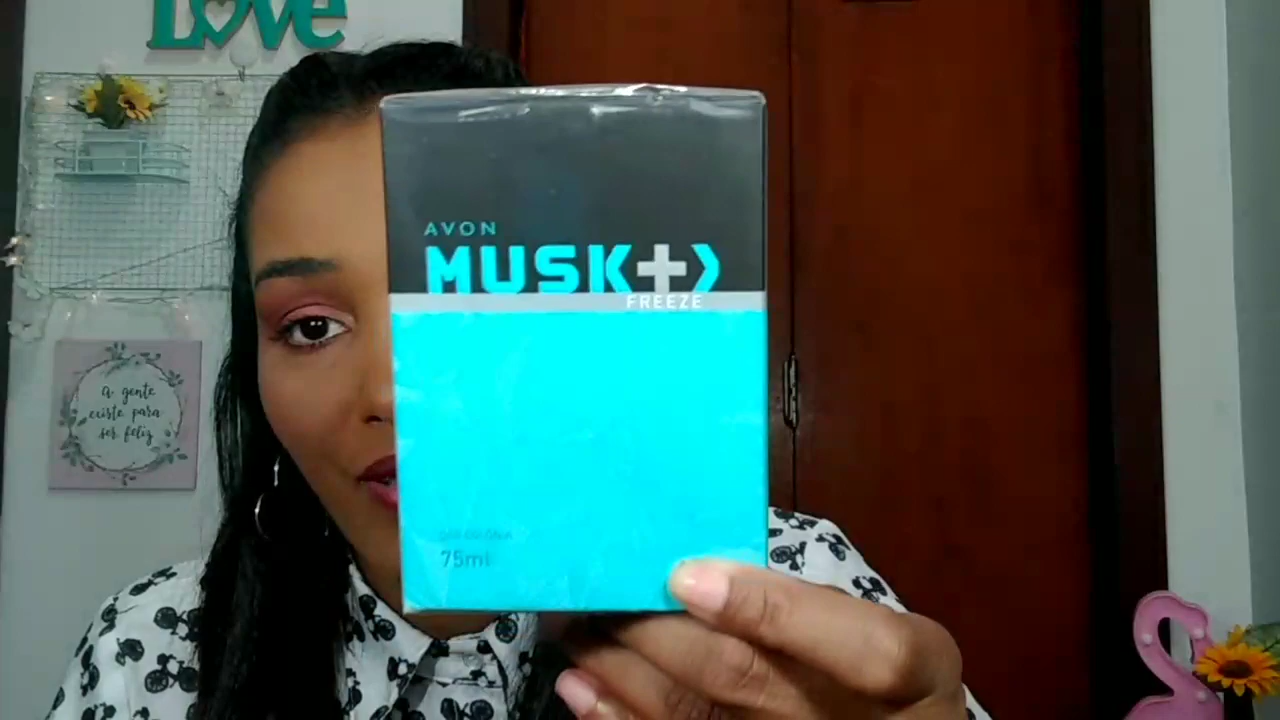 LOVE
AVON
MUSK+>
FREEZE
75ml
a gente
existe para
ser feliz